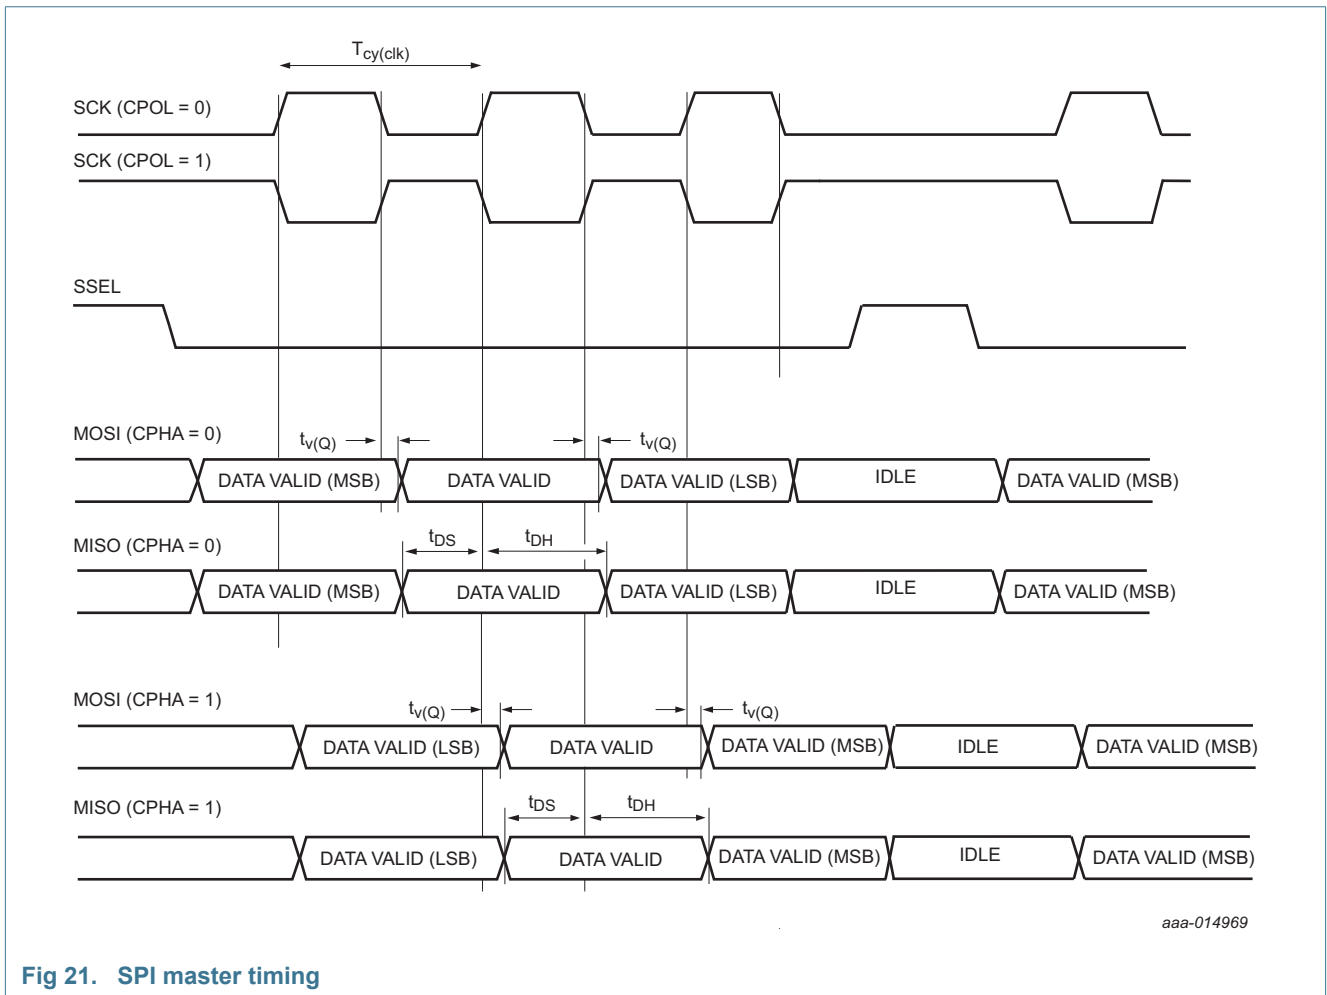 Tcy(clk)
SCK (CPOL = 0)
SCK (CPOL = 1)
SSEL
MOSI (CPHA = 0)
tv(Q) tv(Q)
DATA VALID (MSB) DATA VALID DATA VALID (LSB) IDLE DATA VALID (MSB)
MISO (CPHA = 0)
tDS tDH
DATA VALID (MSB) DATA VALID DATA VALID (LSB) IDLE DATA VALID (MSB)
MOSI (CPHA = 1)
tv(Q) tv(Q)
DATA VALID (LSB) DATA VALID DATA VALID (MSB) IDLE DATA VALID (MSB)
MISO (CPHA = 1)
tDS tDH
DATA VALID (LSB) DATA VALID DATA VALID (MSB) IDLE DATA VALID (MSB)
aaa-014969
Fig 21. SPI master timing